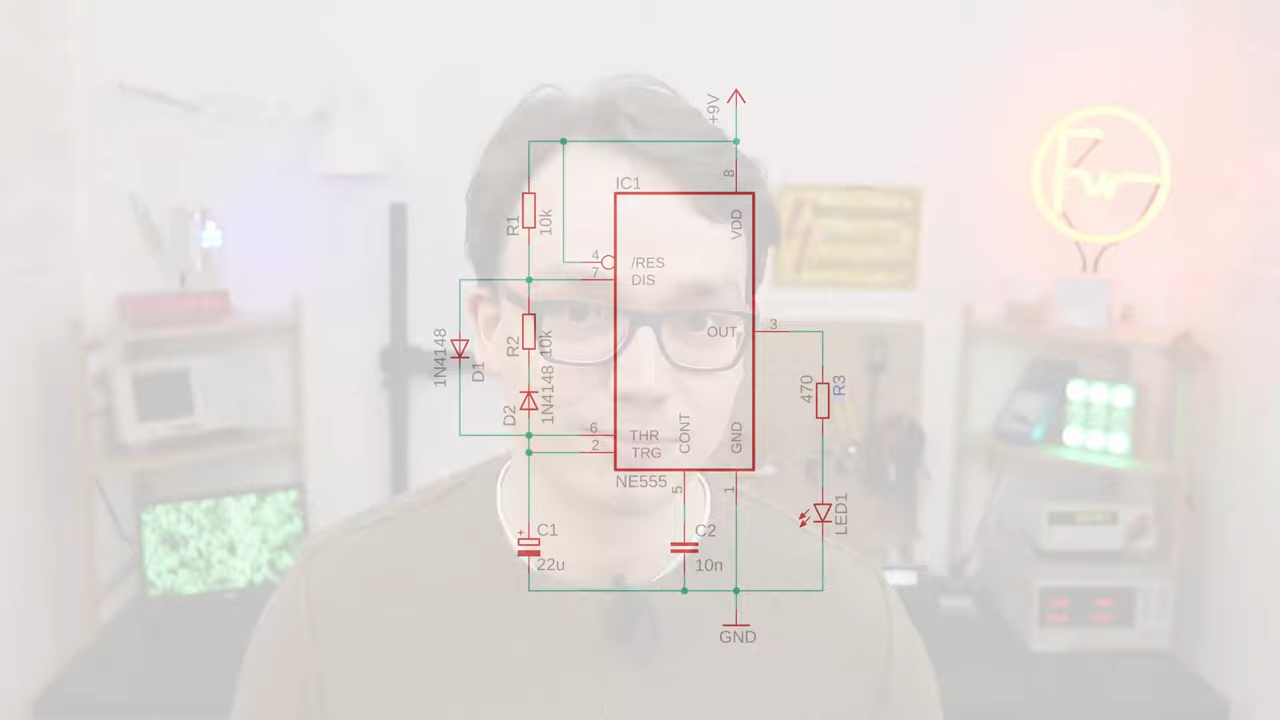 +9V
IC1
8
VDD
R1
10k
4
/RES
7
DIS
1N4148
D1
R2
10k
OUT
3
D2
1N4148
470
R3
6
THR
2
TRG
CONT
GND
NE555
5
1
LED1
+
C1
22u
C2
10n
GND